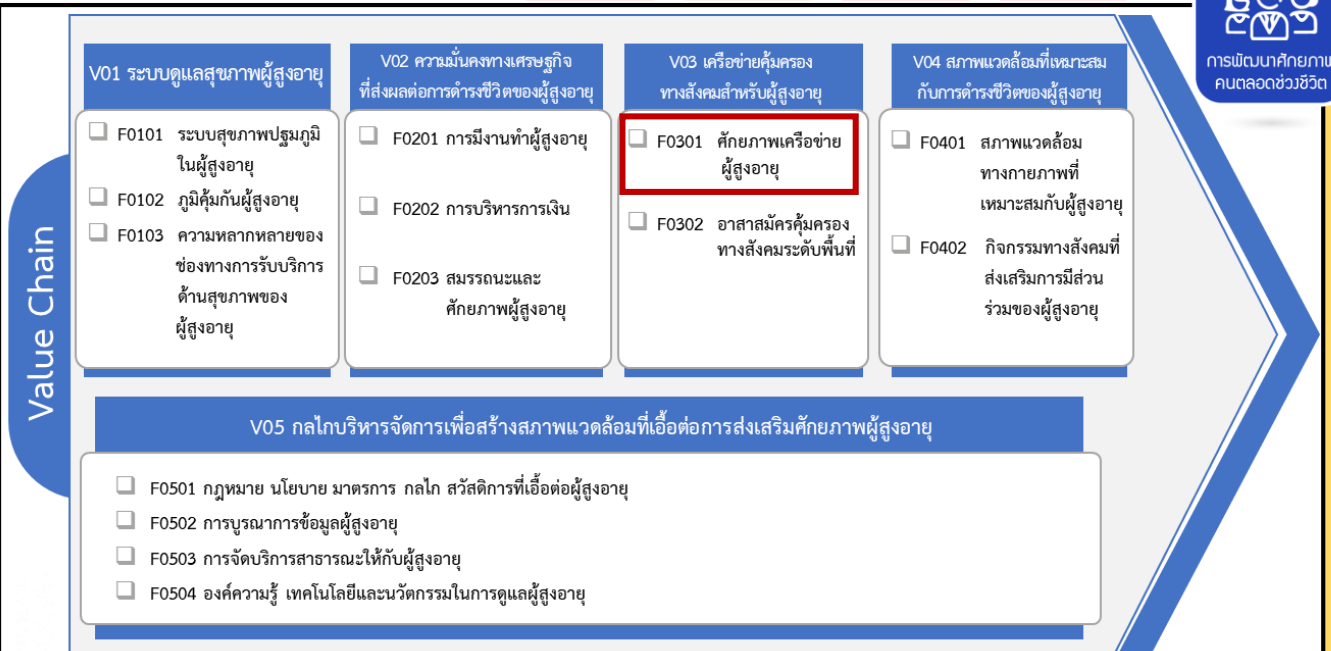 การพัฒนาศักยภาพ
คนตลอดช่วงชีวิต
Value Chain
V01 ระบบดูแลสุขภาพผู้สูงอายุ
F0101 ระบบสุขภาพปฐมภูมิ
ในผู้สูงอายุ
F0102 ภูมิคุ้มกันผู้สูงอายุ
F0103 ความหลากหลายของ
ช่องทางการรับบริการ
ด้านสุขภาพของ
ผู้สูงอายุ
V02 ความมั่นคงทางเศรษฐกิจ
ที่ส่งผลต่อการดำรงชีวิตของผู้สูงอายุ
F0201 การมีงานทำผู้สูงอายุ
F0202 การบริหารการเงิน
F0203 สมรรถนะและ
ศักยภาพผู้สูงอายุ
V03 เครือข่ายคุ้มครอง
ทางสังคมสำหรับผู้สูงอายุ
F0301 ศักยภาพเครือข่าย
ผู้สูงอายุ
F0302 อาสาสมัครคุ้มครอง
ทางสังคมระดับพื้นที่
V04 สภาพแวดล้อมที่เหมาะสม
กับการดำรงชีวิตของผู้สูงอายุ
F0401 สภาพแวดล้อม
ทางกายภาพที่
เหมาะสมกับผู้สูงอายุ
F0402 กิจกรรมทางสังคมที่
ส่งเสริมการมีส่วน
ร่วมของผู้สูงอายุ
V05 กลไกบริหารจัดการเพื่อสร้างสภาพแวดล้อมที่เอื้อต่อการส่งเสริมศักยภาพผู้สูงอายุ
F0501 กฎหมาย นโยบาย มาตรการ กลไก สวัสดิการที่เอื้อต่อผู้สูงอายุ
F0502 การบูรณาการข้อมูลผู้สูงอายุ
F0503 การจัดบริการสาธารณะให้กับผู้สูงอายุ
F0504 องค์ความรู้ เทคโนโลยีและนวัตกรรมในการดูแลผู้สูงอายุ